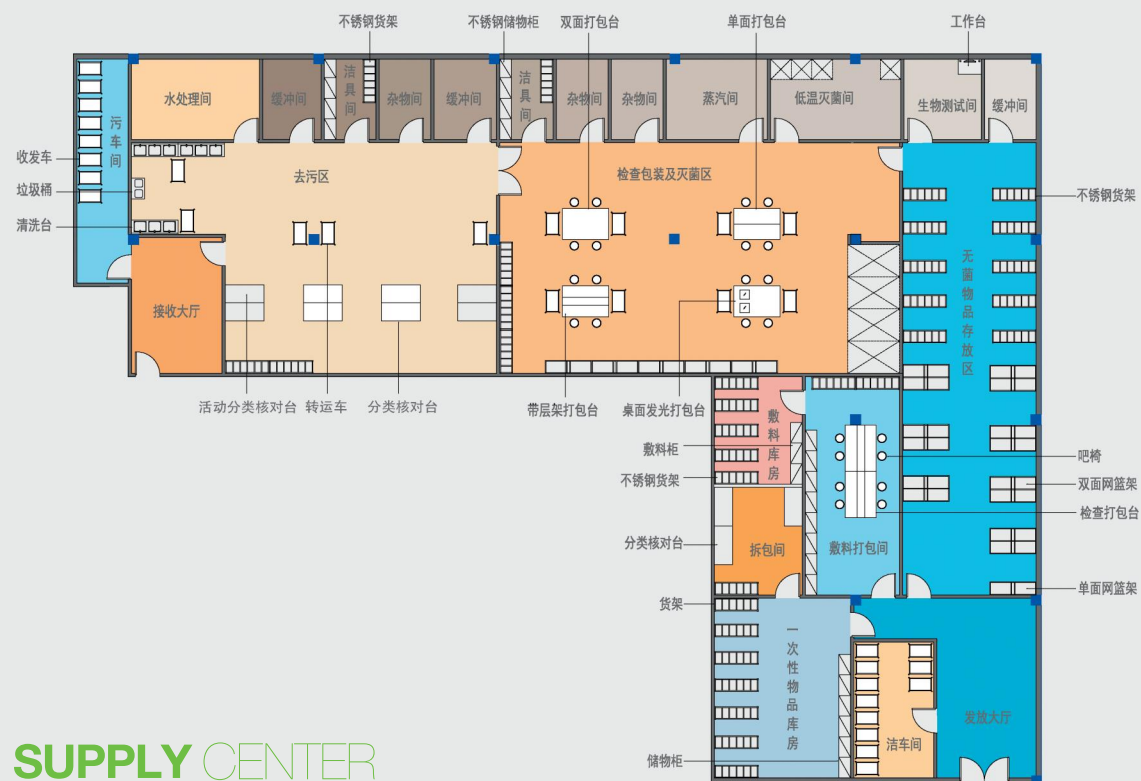 不锈钢货架
不锈钢储物柜
双面打包台
单面打包台
工作台
污车间
水处理间
缓冲间
洁具间
杂物间
缓冲间
洁具间
杂物间
杂物间
蒸汽间
低温灭菌间
生物测试间
缓冲间
收发车
垃圾桶
清洗台
去污区
检查包装及灭菌区
不锈钢货架
无菌物品存放区
接收大厅
活动分类核对台
转运车
分类核对台
带层架打包台
桌面发光打包台
敷料库房
敷料柜
不锈钢货架
吧椅
双面网篮架
检查打包台
分类核对台
拆包间
敷料打包间
单面网篮架
货架
一次性物品库房
发放大厅
洁车间
储物柜
SUPPLY CENTER